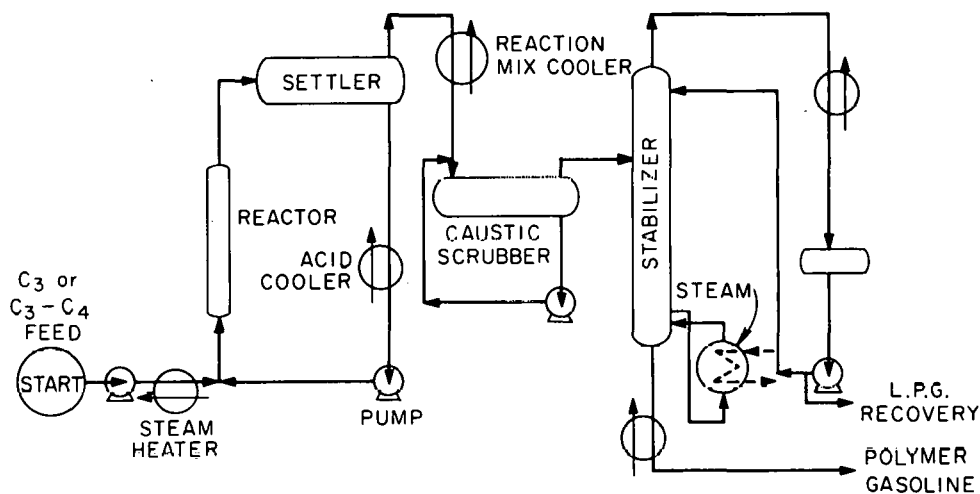 C3 or
C3-C4
FEED
START
STEAM
HEATER
REACTOR
SETTLER
ACID
COOLER
PUMP
REACTION
MIX COOLER
CAUSTIC
SCRUBBER
STABILIZER
STEAM
L.P.G.
RECOVERY
POLYMER
GASOLINE